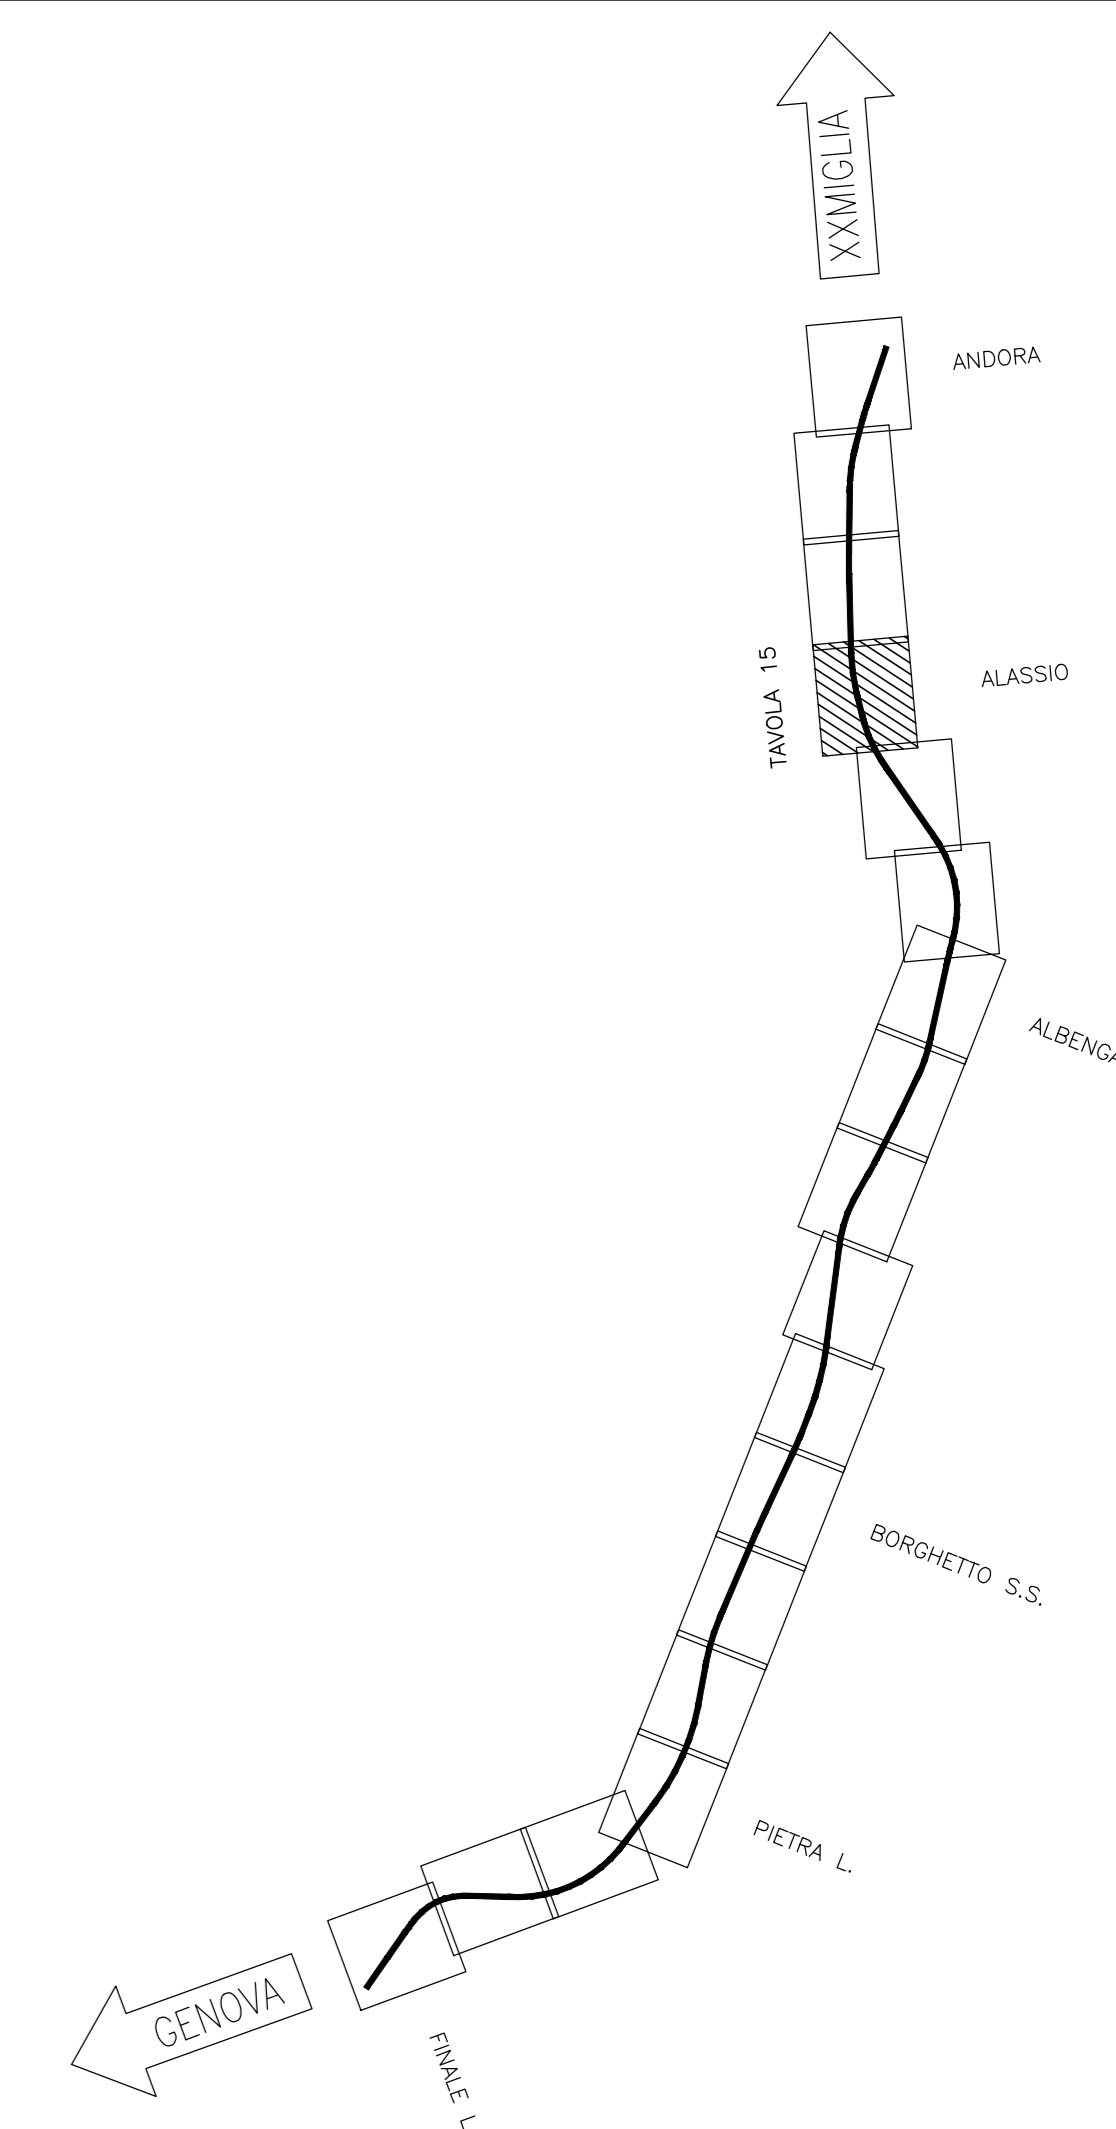 XXMIGLIA
ANDORA
TAVOLA 15
ALASSIO
ALBENGA
BORGHETTO S.S.
PIETRA L.
GENOVA
FINALE L